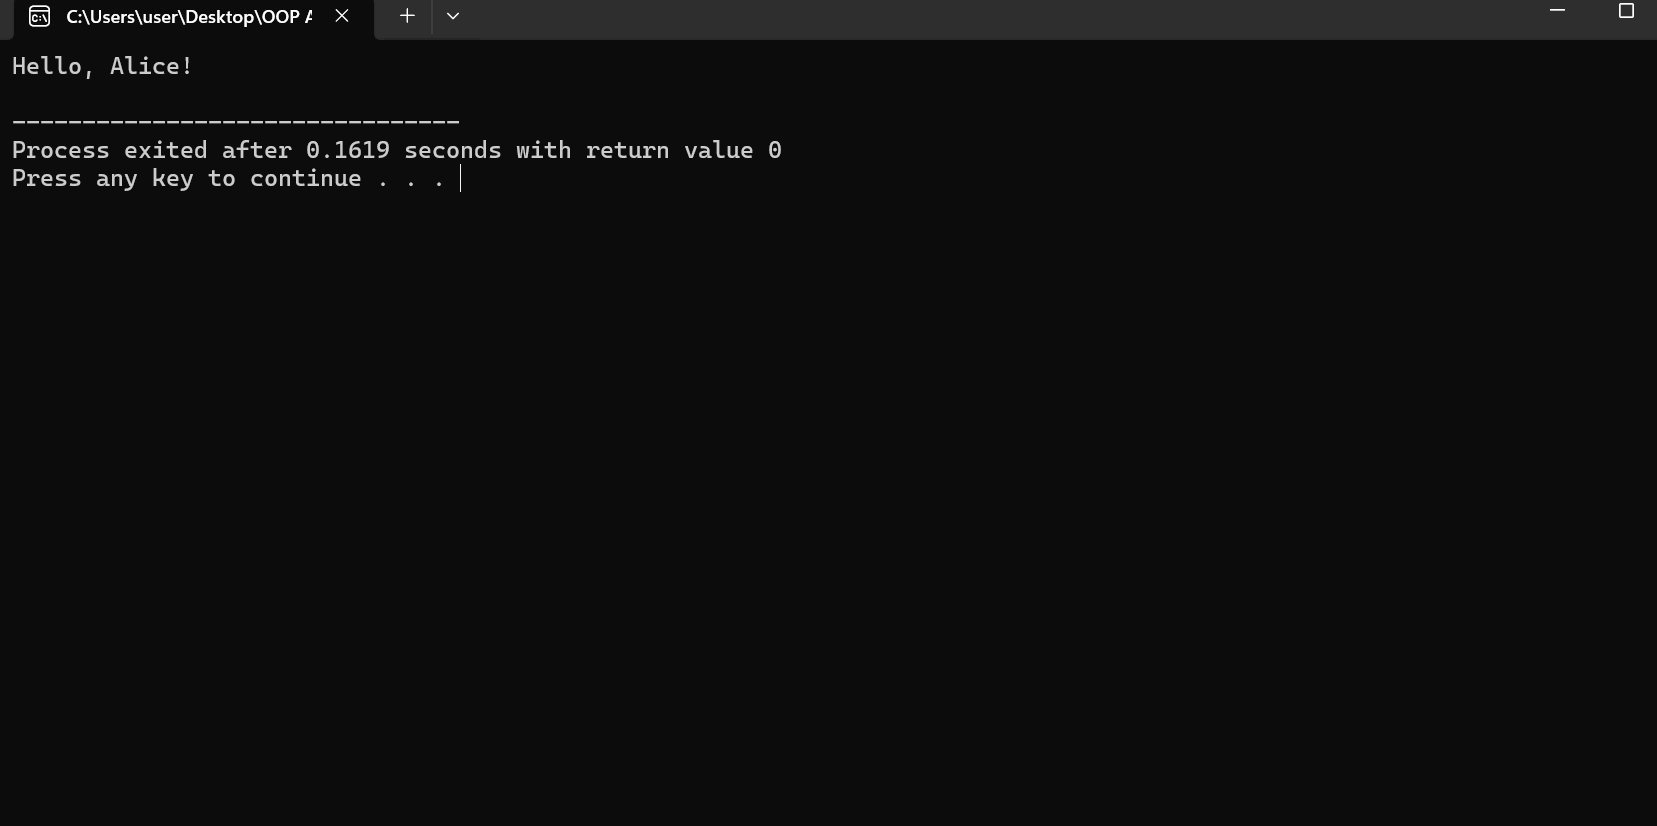 C:\Users\user\Desktop\OOP A
Hello, Alice!
--------------------------------
Process exited after 0.1619 seconds with return value 0
Press any key to continue . . .